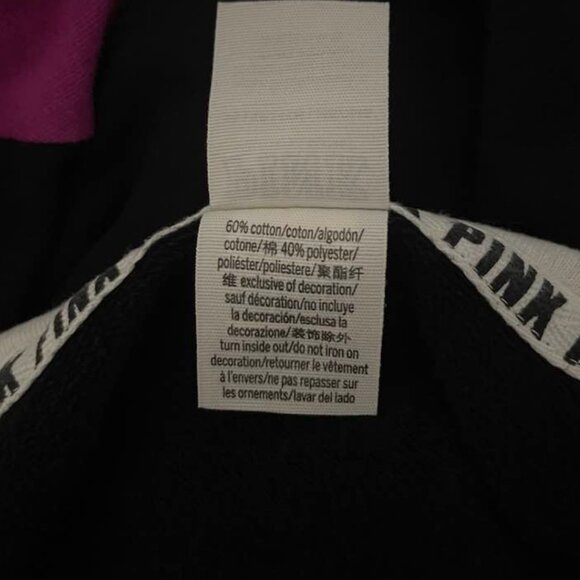 60% cotton/coton/algodón/
cotone/棉 40% polyester/
poliéster/poliestere/聚酯纤
维 exclusive of decoration/
sauf décoration/no incluye
la decoración/esclusa la
decorazione/装饰除外
turn inside out/do not iron on
decoration/retourner le vêtement
à l'envers/ne pas repasser sur
les ornements/lavar del lado
PINK
PINK
K